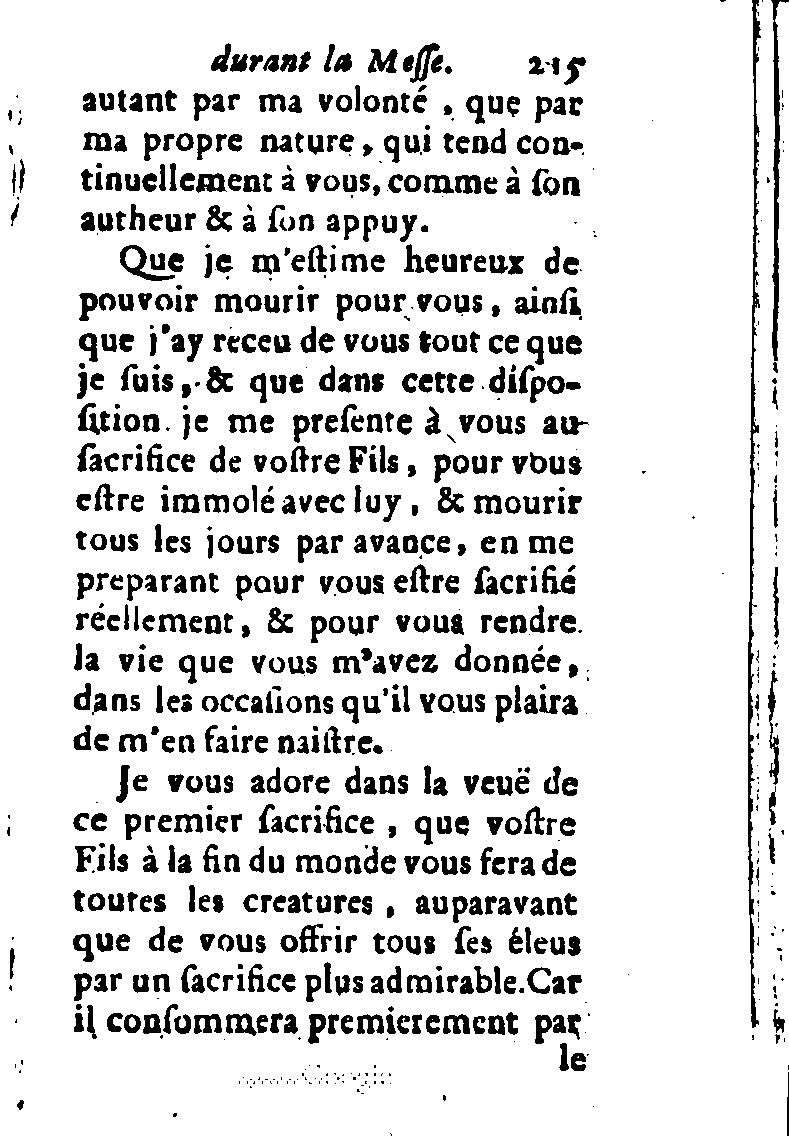 durant la Meſſe. 215
autant par ma volonté, que par
ma propre nature, qui tend con-
tinuellement à vous, comme à ſon
autheur & à ſon appuy.
Que je m'eſtime heureux de
pouvoir mourir pour vous, ainſi
que j'ay receu de vous tout ce que
je ſuis, & que dans cette diſpo-
ſition je me preſente à vous au
ſacrifice de voſtre Fils, pour vous
eſtre immolé avec luy, & mourir
tous les jours par avance, en me
preparant pour vous eſtre ſacrifié
réellement, & pour vous rendre
la vie que vous m'avez donnée,
dans les occaſions qu'il vous plaira
de m'en faire naiſtre.
Je vous adore dans la veuë de
ce premier ſacrifice, que voſtre
Fils à la fin du monde vous fera de
toutes les creatures, auparavant
que de vous offrir tous ſes éleus
par un ſacrifice plus admirable. Car
il conſommera premierement par
le